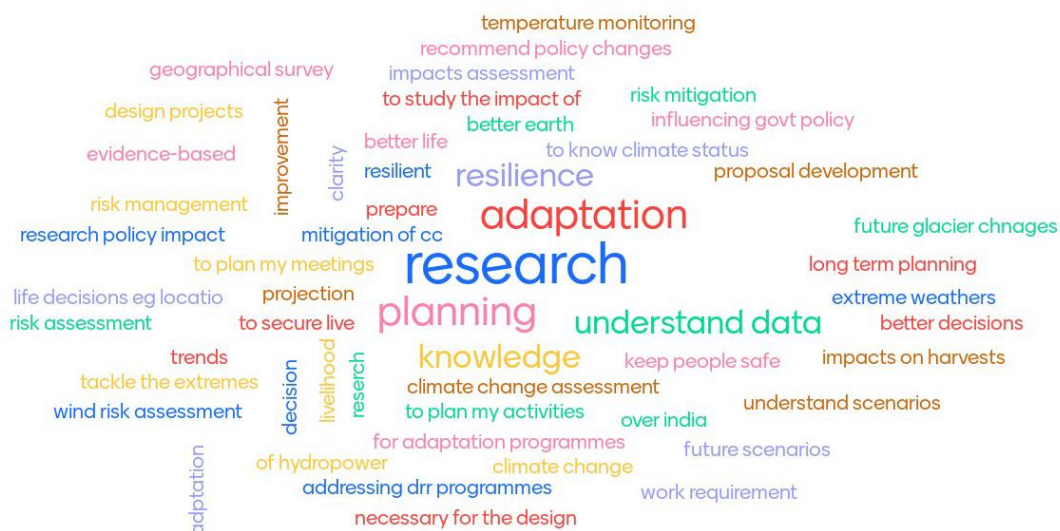 temperature monitoring
recommend policy changes
geographical survey
impacts assessment
to study the impact of
risk mitigation
design projects
improvement
better earth
influencing govt policy
better life
evidence-based
clarity
to know climate status
resilient
resilience
proposal development
risk management
prepare
adaptation
future glacier chnages
research policy impact
mitigation of cc
research
to plan my meetings
long term planning
life decisions eg locatio
projection
extreme weathers
planning
risk assessment
to secure live
understand data
better decisions
trends
livelihood
reserch
knowledge
keep people safe
impacts on harvests
tackle the extremes
decision
climate change assessment
wind risk assessment
to plan my activities
understand scenarios
over india
for adaptation programmes
future scenarios
adptation
of hydropower
climate change
addressing drr programmes
work requirement
necessary for the design